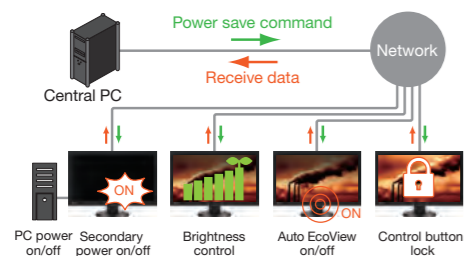 Power save command
Network
Receive data
Central PC
ON
ON
PC power
on/off
Secondary
power on/off
Brightness
control
Auto EcoView
on/off
Control button
lock